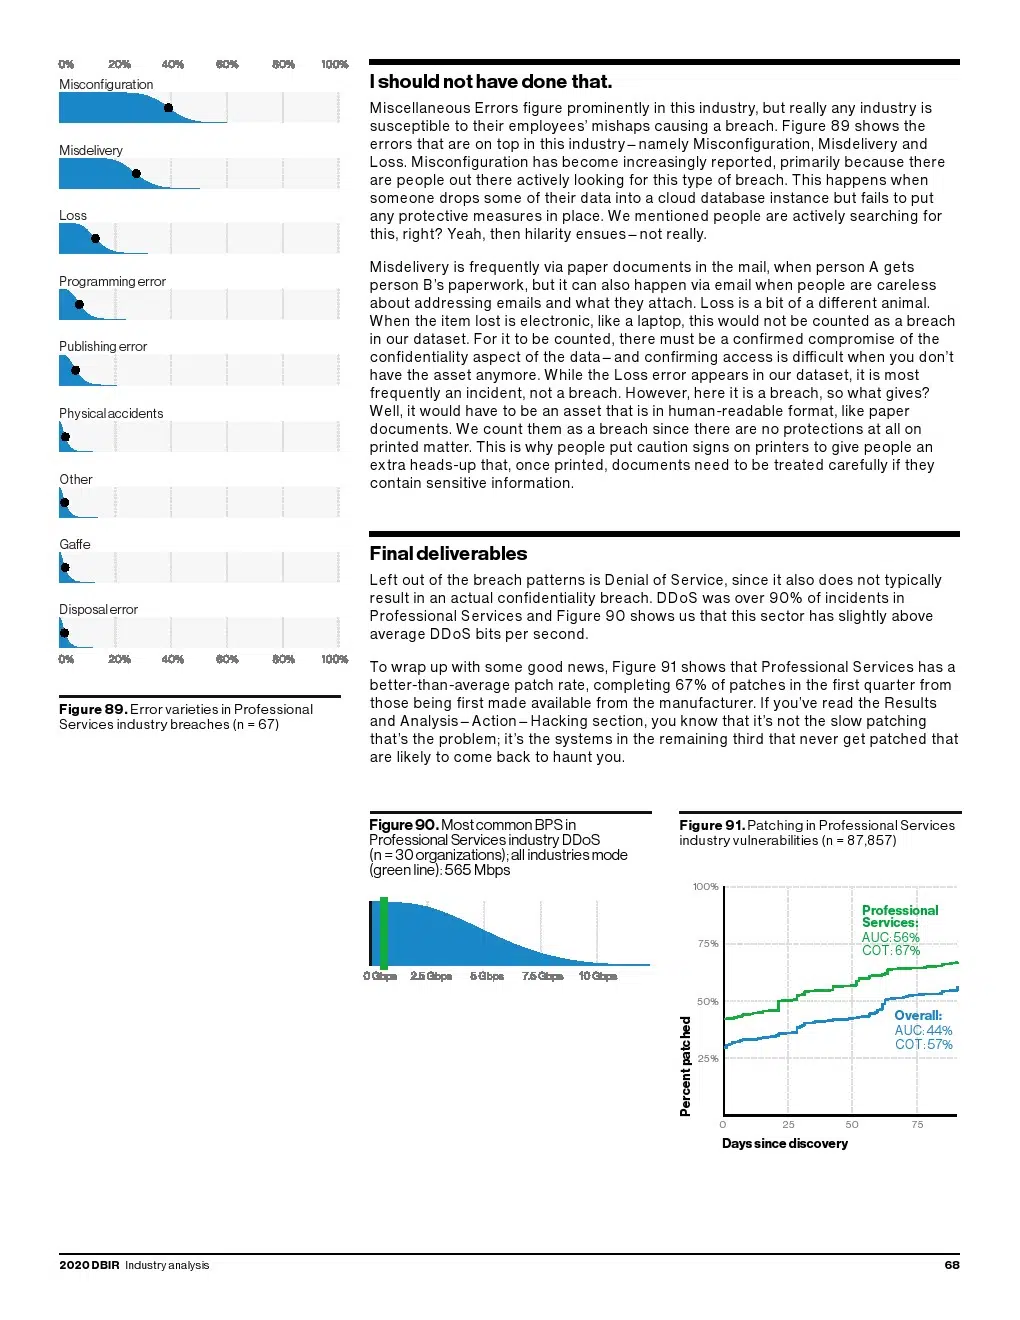 0% 20% 40% 60% 80% 100%
Misconfiguration
Misdelivery
Loss
Programming error
Publishing error
Physical accidents
Other
Gaffe
Disposal error
0% 20% 40% 60% 80% 100%
Figure 89. Error varieties in Professional
Services industry breaches (n = 67)
I should not have done that.
Miscellaneous Errors figure prominently in this industry, but really any industry is
susceptible to their employees’ mishaps causing a breach. Figure 89 shows the
errors that are on top in this industry – namely Misconfiguration, Misdelivery and
Loss. Misconfiguration has become increasingly reported, primarily because there
are people out there actively looking for this type of breach. This happens when
someone drops some of their data into a cloud database instance but fails to put
any protective measures in place. We mentioned people are actively searching for
this, right? Yeah, then hilarity ensues – not really.
Misdelivery is frequently via paper documents in the mail, when person A gets
person B’s paperwork, but it can also happen via email when people are careless
about addressing emails and what they attach. Loss is a bit of a different animal.
When the item lost is electronic, like a laptop, this would not be counted as a breach
in our dataset. For it to be counted, there must be a confirmed compromise of the
confidentiality aspect of the data – and confirming access is difficult when you don’t
have the asset anymore. While the Loss error appears in our dataset, it is most
frequently an incident, not a breach. However, here it is a breach, so what gives?
Well, it would have to be an asset that is in human-readable format, like paper
documents. We count them as a breach since there are no protections at all on
printed matter. This is why people put caution signs on printers to give people an
extra heads-up that, once printed, documents need to be treated carefully if they
contain sensitive information.
Final deliverables
Left out of the breach patterns is Denial of Service, since it also does not typically
result in an actual confidentiality breach. DDoS was over 90% of incidents in
Professional Services and Figure 90 shows us that this sector has slightly above
average DDoS bits per second.
To wrap up with some good news, Figure 91 shows that Professional Services has a
better-than-average patch rate, completing 67% of patches in the first quarter from
those being first made available from the manufacturer. If you’ve read the Results
and Analysis – Action – Hacking section, you know that it’s not the slow patching
that’s the problem; it’s the systems in the remaining third that never get patched that
are likely to come back to haunt you.
Figure 90. Most common BPS in
Professional Services industry DDoS
(n = 30 organizations); all industries mode
(green line): 565 Mbps
0 Gbps 2.5 Gbps 5 Gbps 7.5 Gbps 10 Gbps
Figure 91. Patching in Professional Services
industry vulnerabilities (n = 87,857)
100%
75%
50%
25%
Percent patched
Professional
Services:
AUC: 56%
COT: 67%
Overall:
AUC: 44%
COT: 57%
0 25 50 75
Days since discovery
2020 DBIR Industry analysis
68